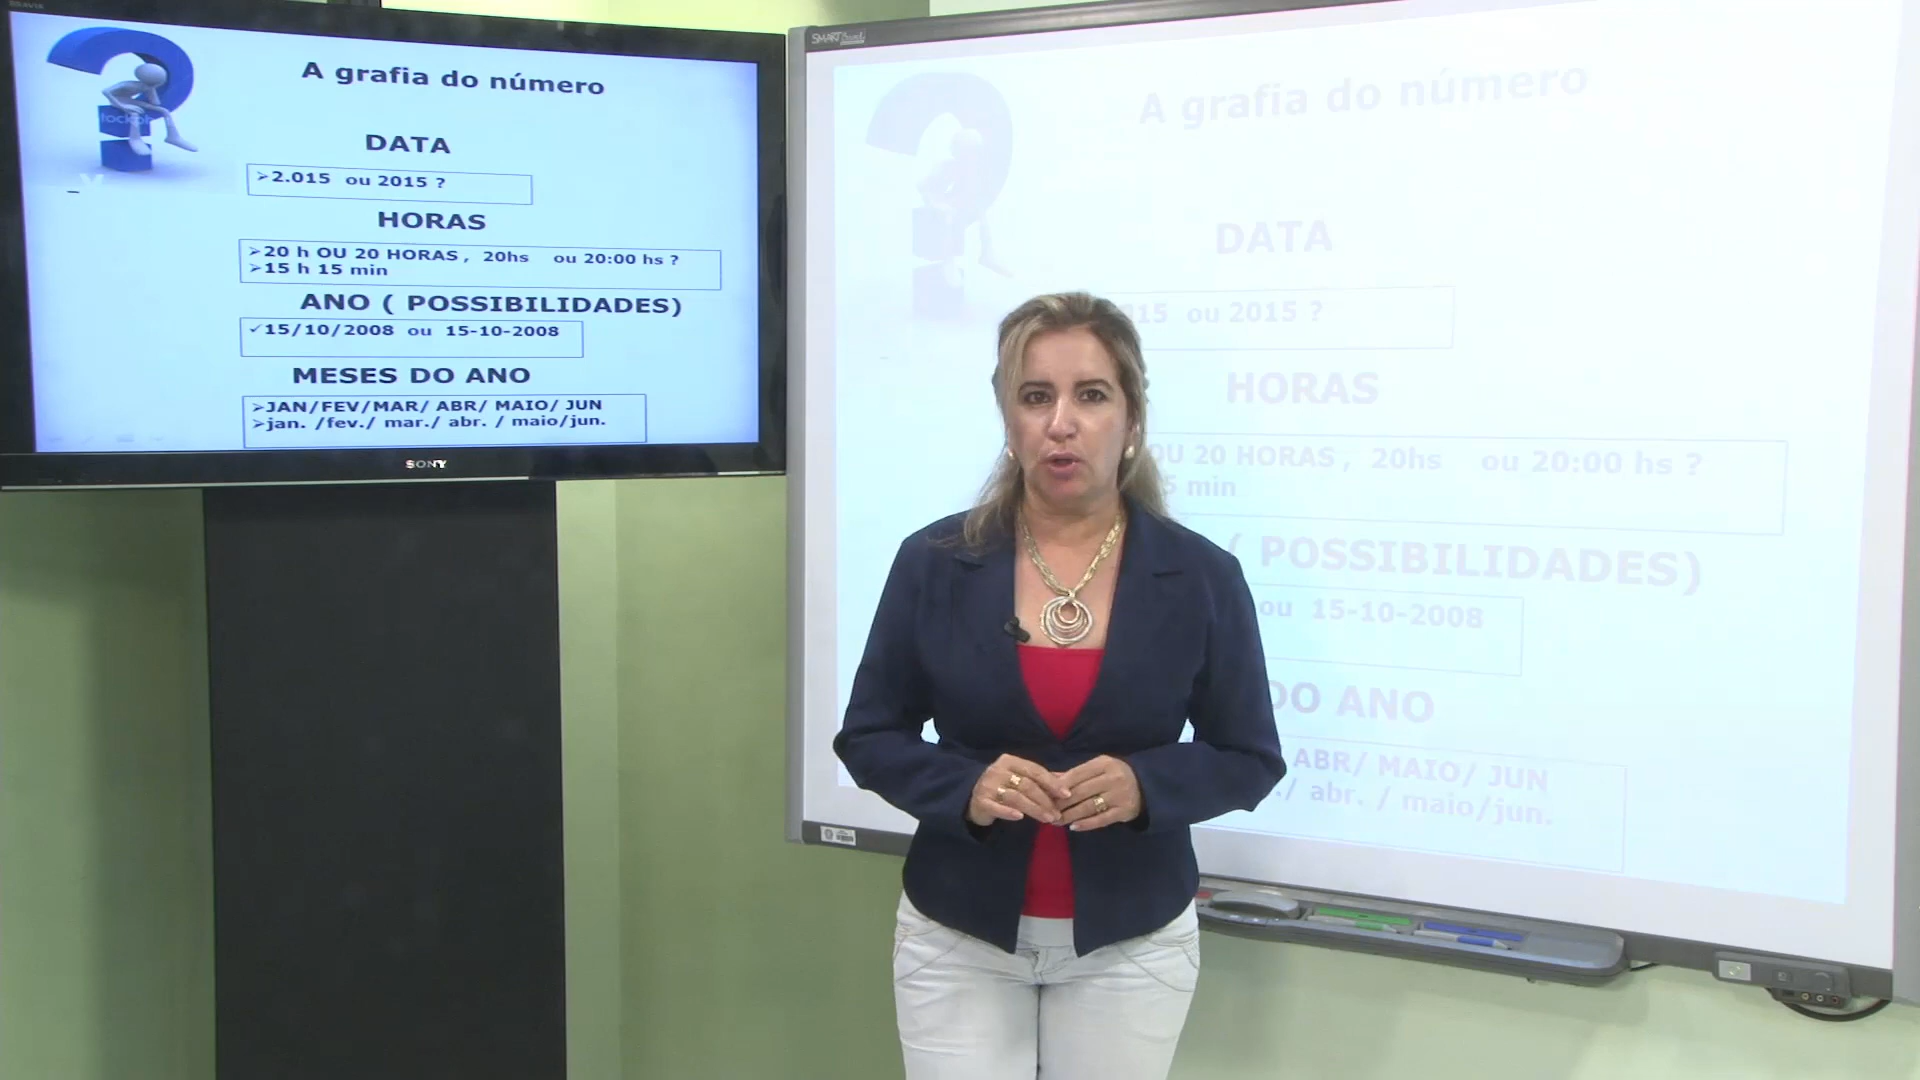 BRAVIA
A grafia do número
DATA
➢2.015 ou 2015 ?
HORAS
➢20 h OU 20 HORAS , 20hs ou 20:00 hs ?
➢15 h 15 min
ANO ( POSSIBILIDADES)
✓15/10/2008 ou 15-10-2008
MESES DO ANO
➢JAN/FEV/MAR/ ABR/ MAIO/ JUN
➢jan. /fev./ mar./ abr. / maio/jun.
SONY
SMART Board
A grafia do número
DATA
015 ou 2015 ?
HORAS
OU 20 HORAS , 20hs ou 20:00 hs ?
5 min
( POSSIBILIDADES)
ou 15-10-2008
DO ANO
ABR/ MAIO/ JUN
./ abr. / maio/jun.